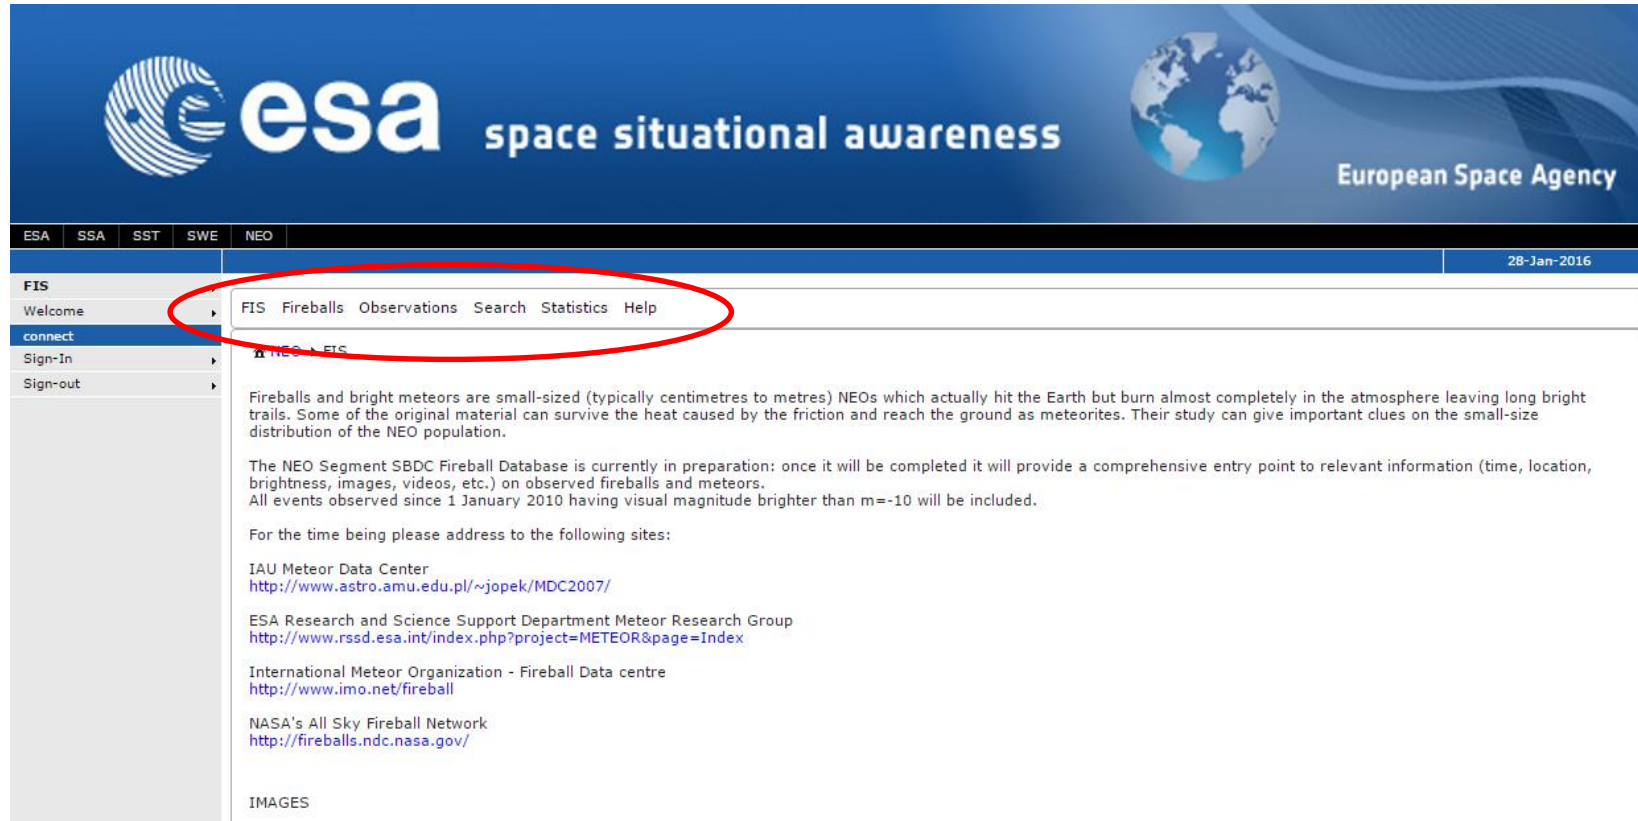 esa space situational awareness
European Space Agency
ESA SSA SST SWE NEO
28-Jan-2016
FIS
Welcome
connect
Sign-In
Sign-out
FIS Fireballs Observations Search Statistics Help
NEO FIS
Fireballs and bright meteors are small-sized (typically centimetres to metres) NEOs which actually hit the Earth but burn almost completely in the atmosphere leaving long bright
trails. Some of the original material can survive the heat caused by the friction and reach the ground as meteorites. Their study can give important clues on the small-size
distribution of the NEO population.
The NEO Segment SBDC Fireball Database is currently in preparation: once it will be completed it will provide a comprehensive entry point to relevant information (time, location,
brightness, images, videos, etc.) on observed fireballs and meteors.
All events observed since 1 January 2010 having visual magnitude brighter than m=-10 will be included.
For the time being please address to the following sites:
IAU Meteor Data Center
http://www.astro.amu.edu.pl/~jopek/MDC2007/
ESA Research and Science Support Department Meteor Research Group
http://www.rssd.esa.int/index.php?project=METEOR&page=Index
International Meteor Organization - Fireball Data centre
http://www.imo.net/fireball
NASA's All Sky Fireball Network
http://fireballs.ndc.nasa.gov/
IMAGES